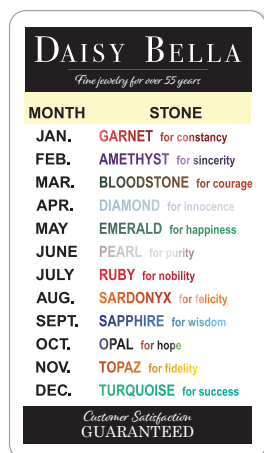 DAISY BELLA
Fine jewelry for over 55 years
MONTH STONE
JAN. GARNET for constancy
FEB. AMETHYST for sincerity
MAR. BLOODSTONE for courage
APR. DIAMOND for innocence
MAY EMERALD for happiness
JUNE PEARL for purity
JULY RUBY for nobility
AUG. SARDONYX for felicity
SEPT. SAPPHIRE for wisdom
OCT. OPAL for hope
NOV. TOPAZ for fidelity
DEC. TURQUOISE for success
Customer Satisfaction
GUARANTEED